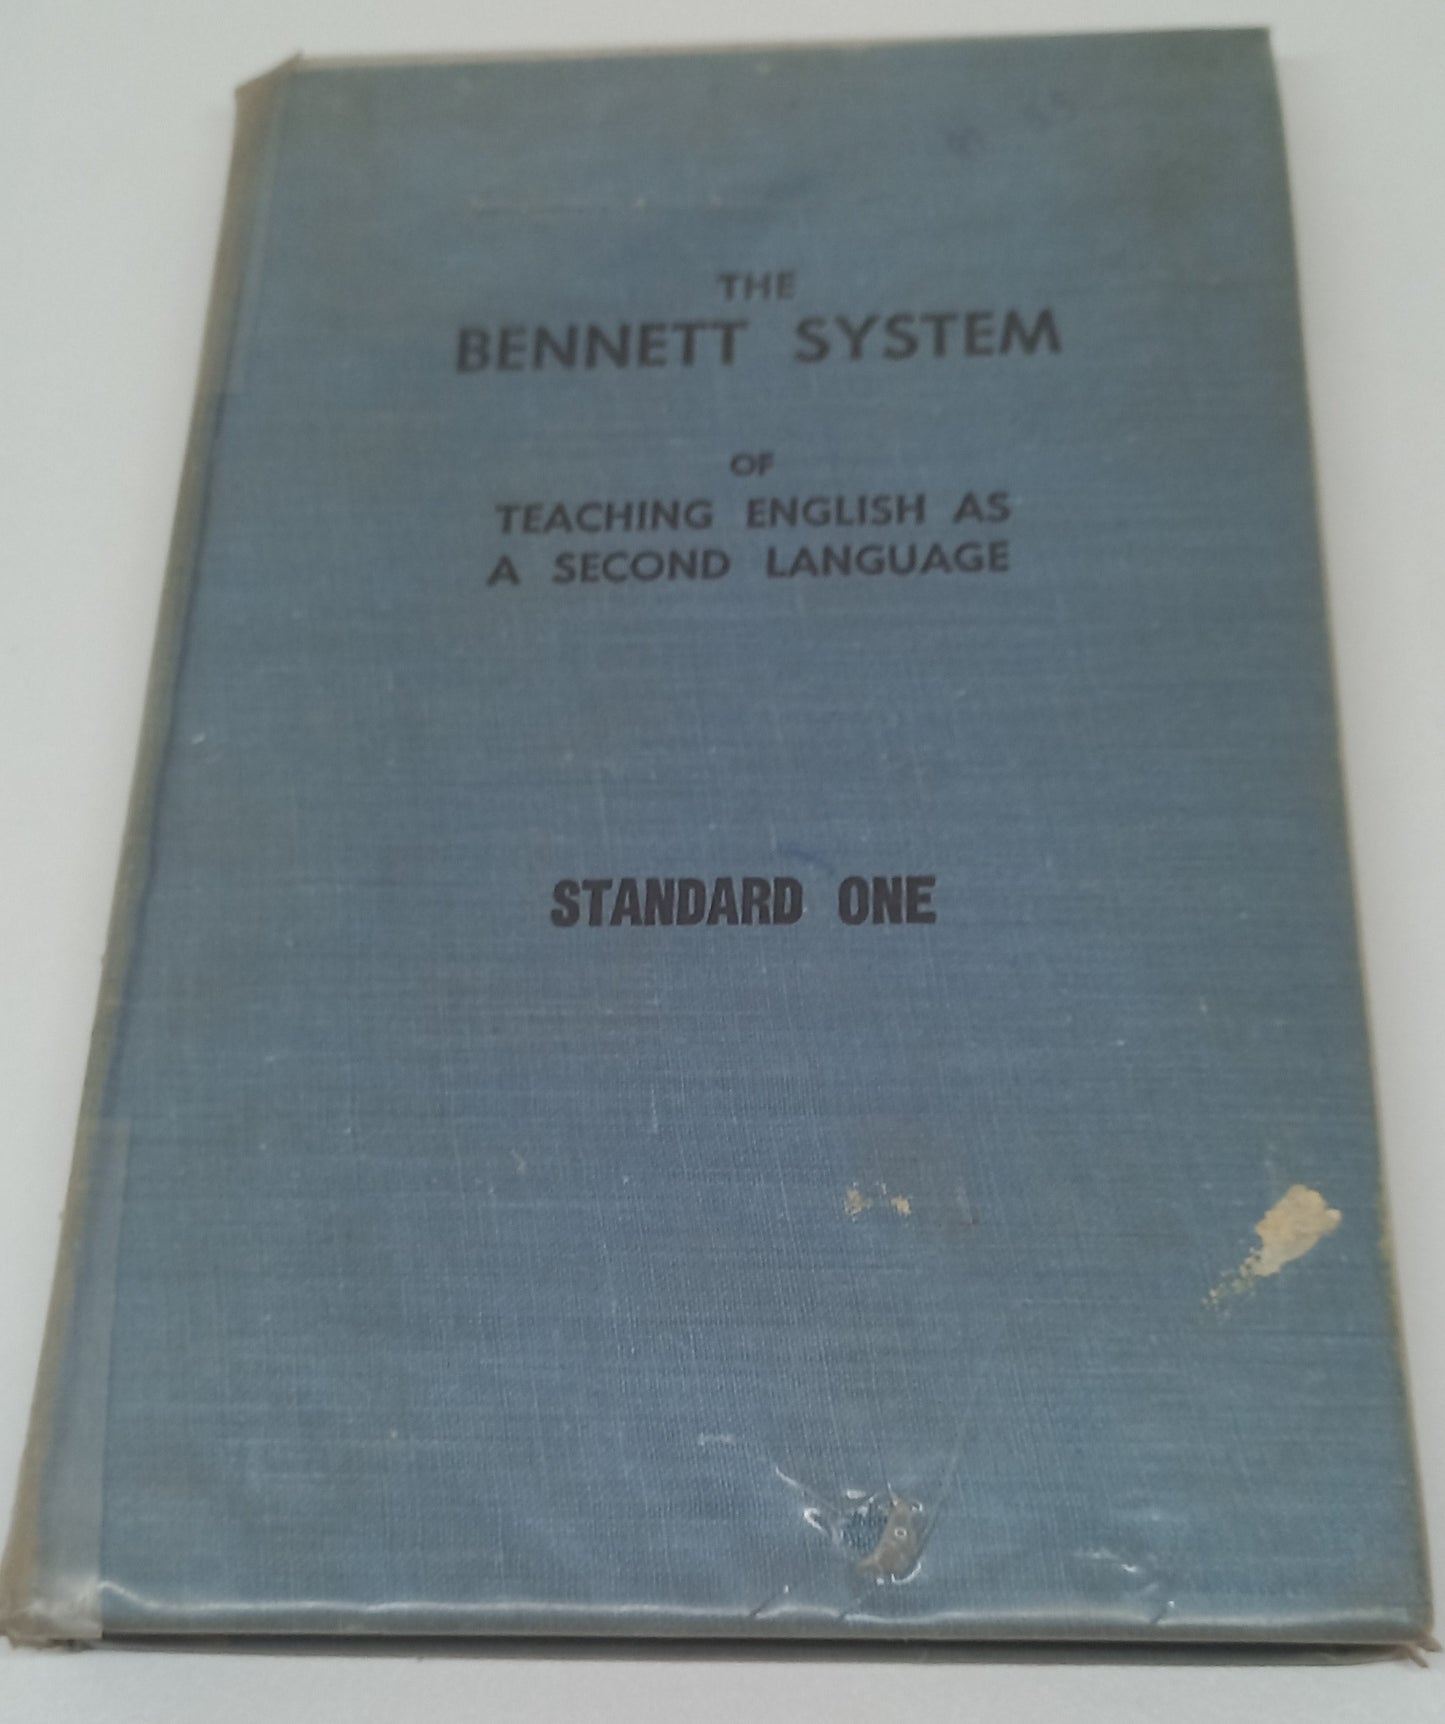 THE
BENNETT SYSTEM
OF
TEACHING ENGLISH AS
A SECOND LANGUAGE
STANDARD ONE